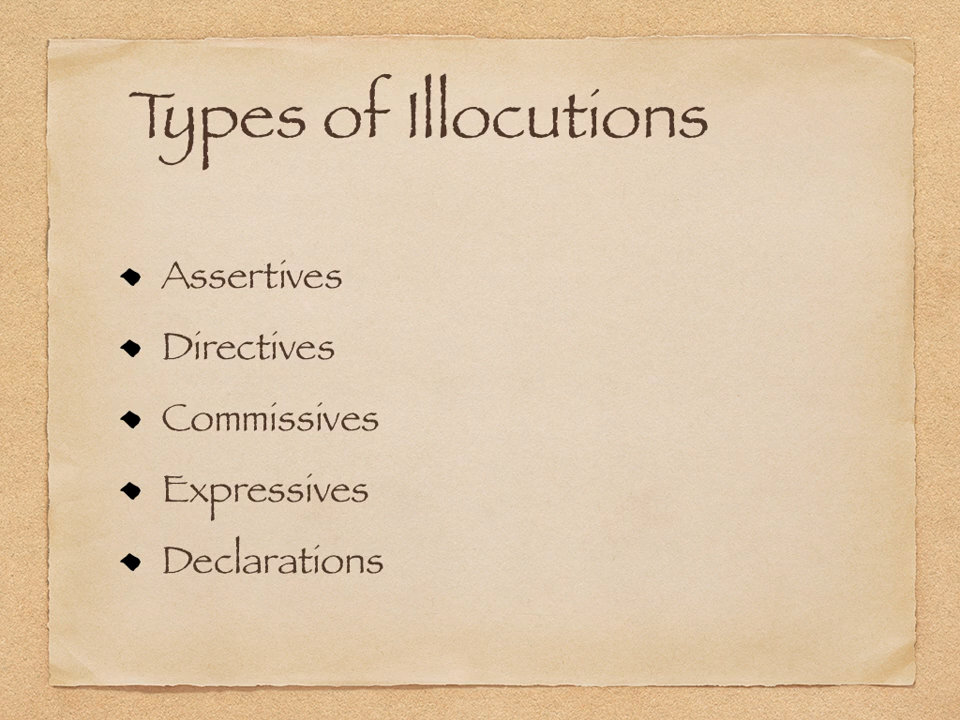 Types of Illocutions
Assertives
Directives
Commissives
Expressives
Declarations